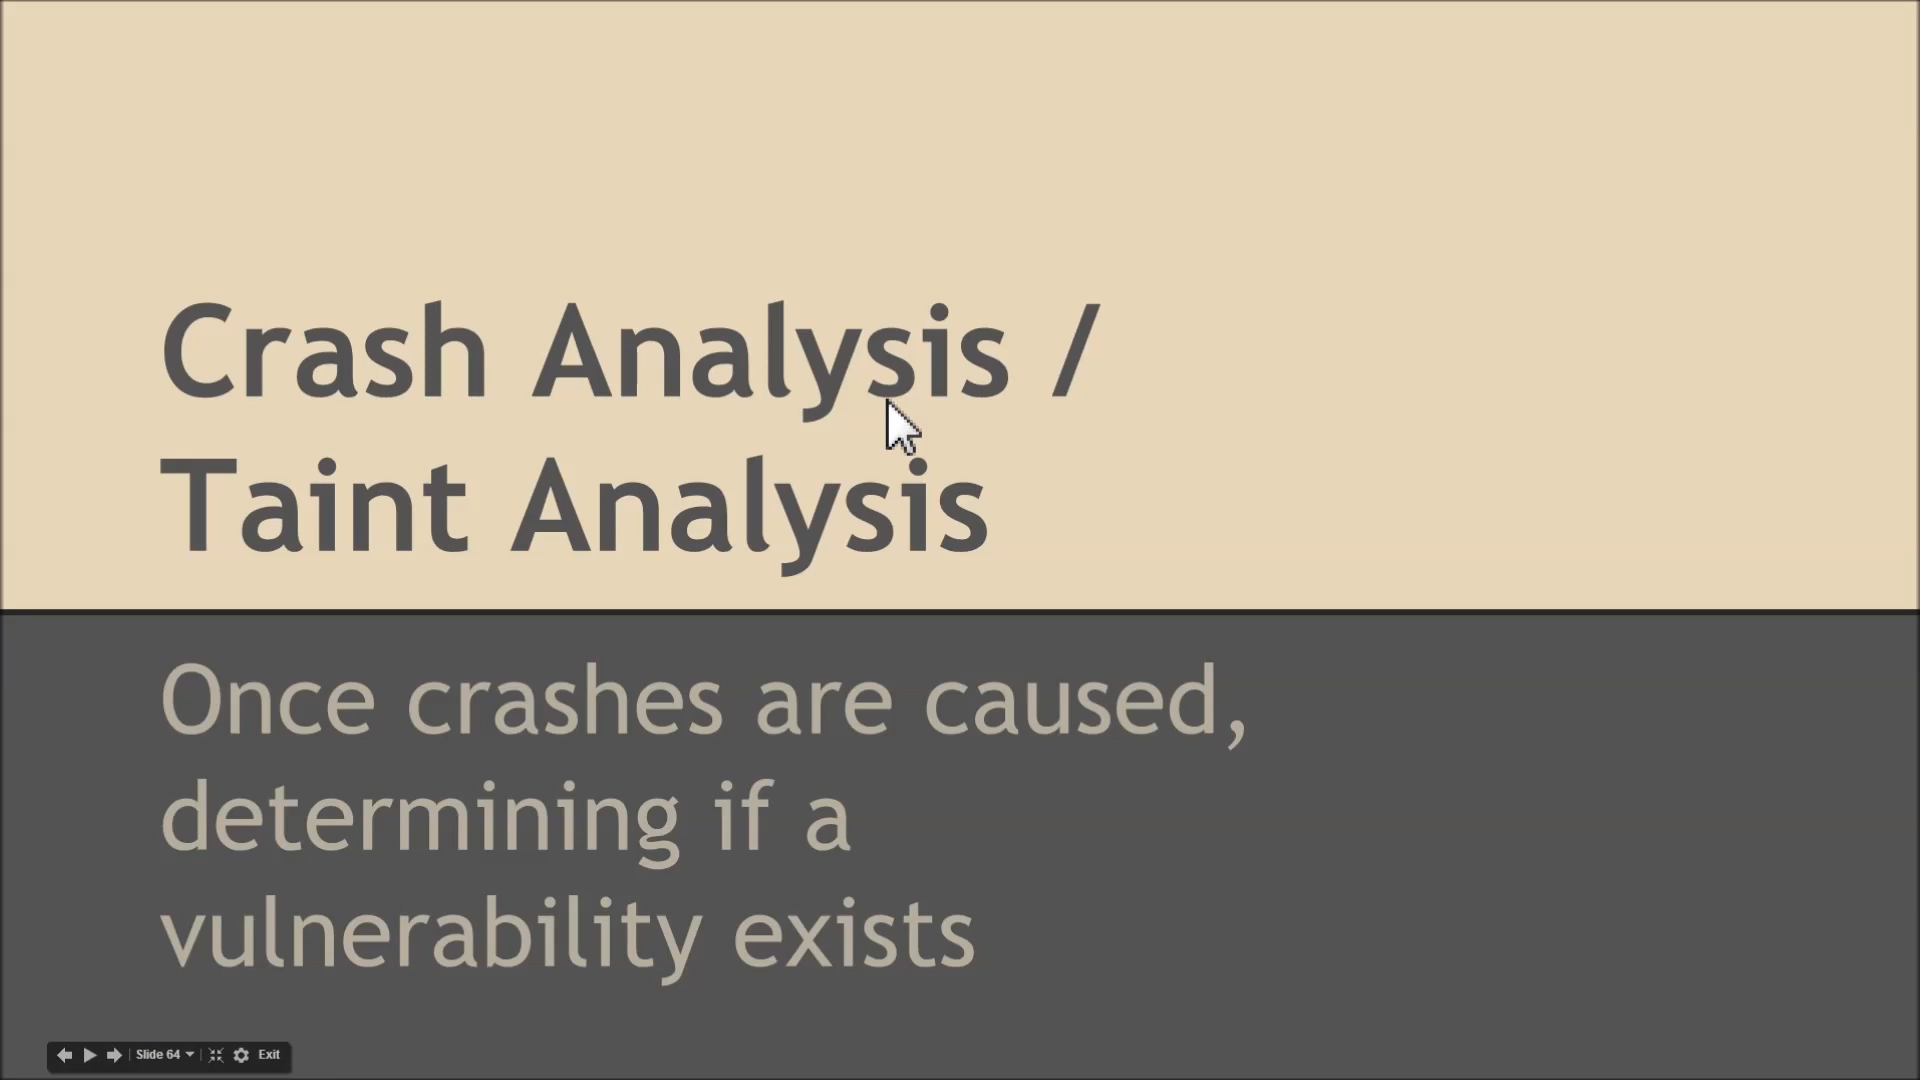 Crash Analysis /
Taint Analysis
Once crashes are caused,
determining if a
vulnerability exists
Slide 64 Exit